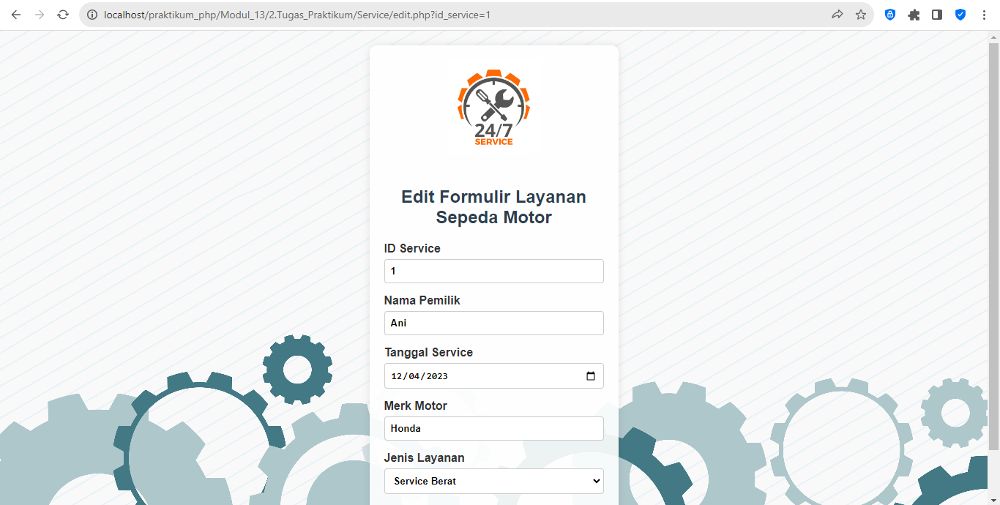 localhost/praktikum_php/Modul_13/2.Tugas_Praktikum/Service/edit.php?id_service=1
24/7
SERVICE
Edit Formulir Layanan
Sepeda Motor
ID Service
1
Nama Pemilik
Ani
Tanggal Service
12/04/2023
Merk Motor
Honda
Jenis Layanan
Service Berat